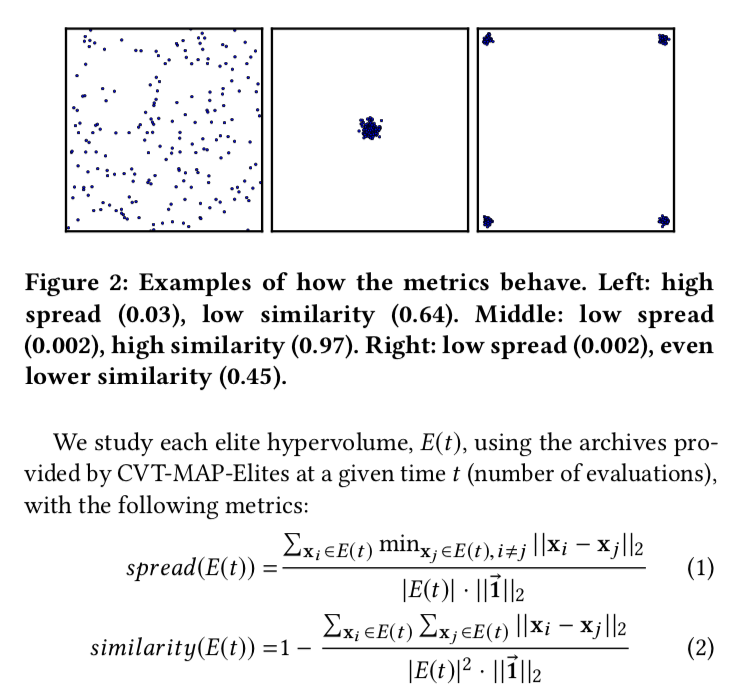 Figure 2: Examples of how the metrics behave. Left: high
spread (0.03), low similarity (0.64). Middle: low spread
(0.002), high similarity (0.97). Right: low spread (0.002), even
lower similarity (0.45).
We study each elite hypervolume, E(t), using the archives pro-
vided by CVT-MAP-Elites at a given time t (number of evaluations),
with the following metrics:
spread(E(t)) = \frac{\sum_{\mathbf{x}_i \in E(t)} \min_{\mathbf{x}_j \in E(t), i \neq j} ||\mathbf{x}_i - \mathbf{x}_j||_2}{|E(t)| \cdot ||\vec{\mathbf{1}}||_2} (1)
similarity(E(t)) = 1 - \frac{\sum_{\mathbf{x}_i \in E(t)} \sum_{\mathbf{x}_j \in E(t)} ||\mathbf{x}_i - \mathbf{x}_j||_2}{|E(t)|^2 \cdot ||\vec{\mathbf{1}}||_2} (2)